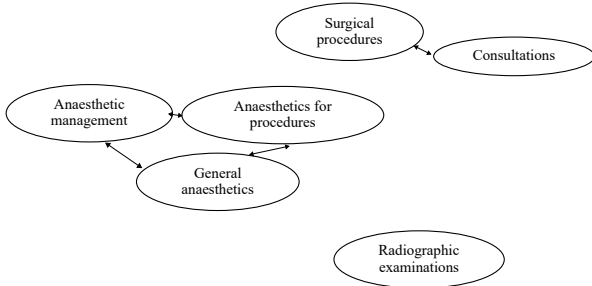 Surgical
procedures
Consultations
Anaesthetic
management
Anaesthetics for
procedures
General
anaesthetics
Radiographic
examinations